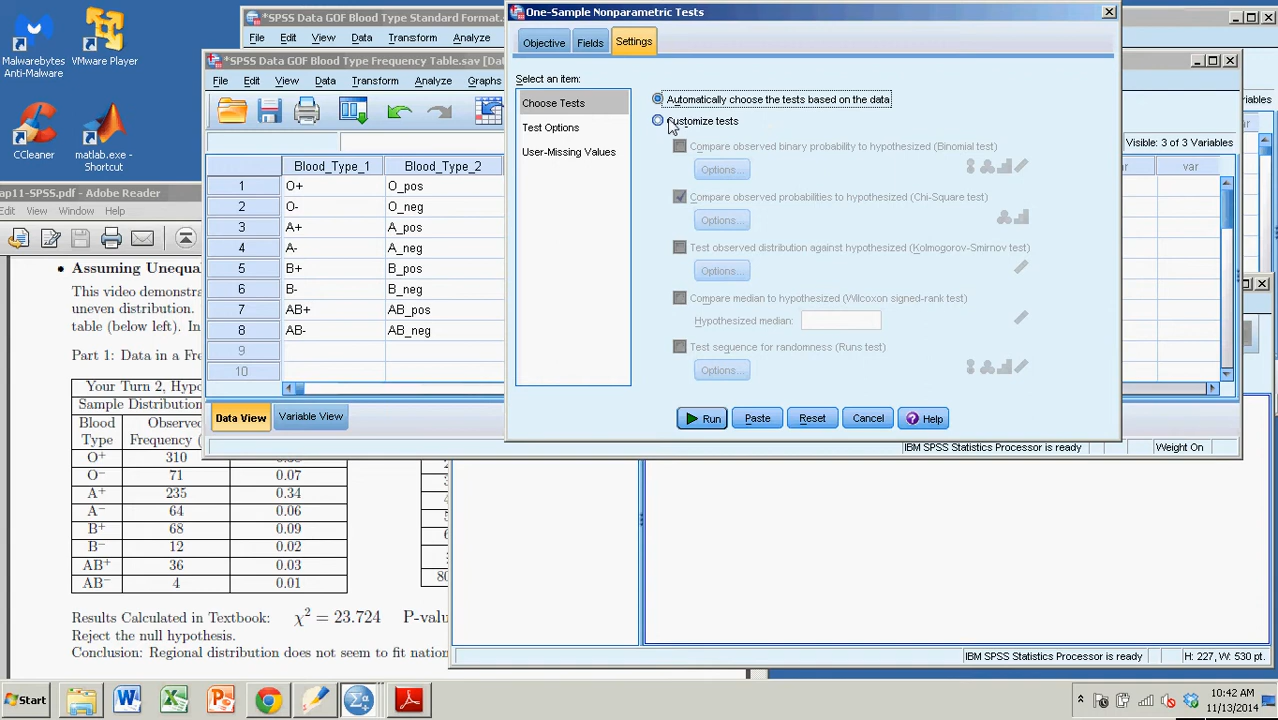 Malwarebytes
Anti-Malware
VMware Player
CCleaner
matlab.exe -
Shortcut
*SPSS Data GOF Blood Type Standard Format.
File Edit View Data Transform Analyze
*SPSS Data GOF Blood Type Frequency Table.sav [Da
File Edit View Data Transform Analyze Graphs
Blood_Type_1 Blood_Type_2
1 O+ O_pos
2 O- O_neg
3 A+ A_pos
4 A- A_neg
5 B+ B_pos
6 B- B_neg
7 AB+ AB_pos
8 AB- AB_neg
9
10
Data View Variable View
One-Sample Nonparametric Tests
Objective Fields Settings
Select an item:
Choose Tests
Test Options
User-Missing Values
Automatically choose the tests based on the data
Customize tests
Compare observed binary probability to hypothesized (Binomial test)
Options...
Compare observed probabilities to hypothesized (Chi-Square test)
Options...
Test observed distribution against hypothesized (Kolmogorov-Smirnov test)
Options...
Compare median to hypothesized (Wilcoxon signed-rank test)
Hypothesized median:
Test sequence for randomness (Runs test)
Options...
Run Paste Reset Cancel Help
ariables
Visible: 3 of 3 Variables
var var
IBM SPSS Statistics Processor is ready Weight On
ap11-SPSS.pdf - Adobe Reader
Edit View Window Help
• Assuming Unequa
This video demonstra
uneven distribution.
table (below left). In
Part 1: Data in a Fre
Your Turn 2, Hypo
Sample Distribution
Blood Observed
Type Frequency (
O+ 310
O− 71 0.07
A+ 235 0.34
A− 64 0.06
B+ 68 0.09
B− 12 0.02
AB+ 36 0.03
AB− 4 0.01
80
Results Calculated in Textbook: χ² = 23.724 P-valu
Reject the null hypothesis.
Conclusion: Regional distribution does not seem to fit nation
IBM SPSS Statistics Processor is ready H: 227, W: 530 pt.
Start
10:42 AM
11/13/2014